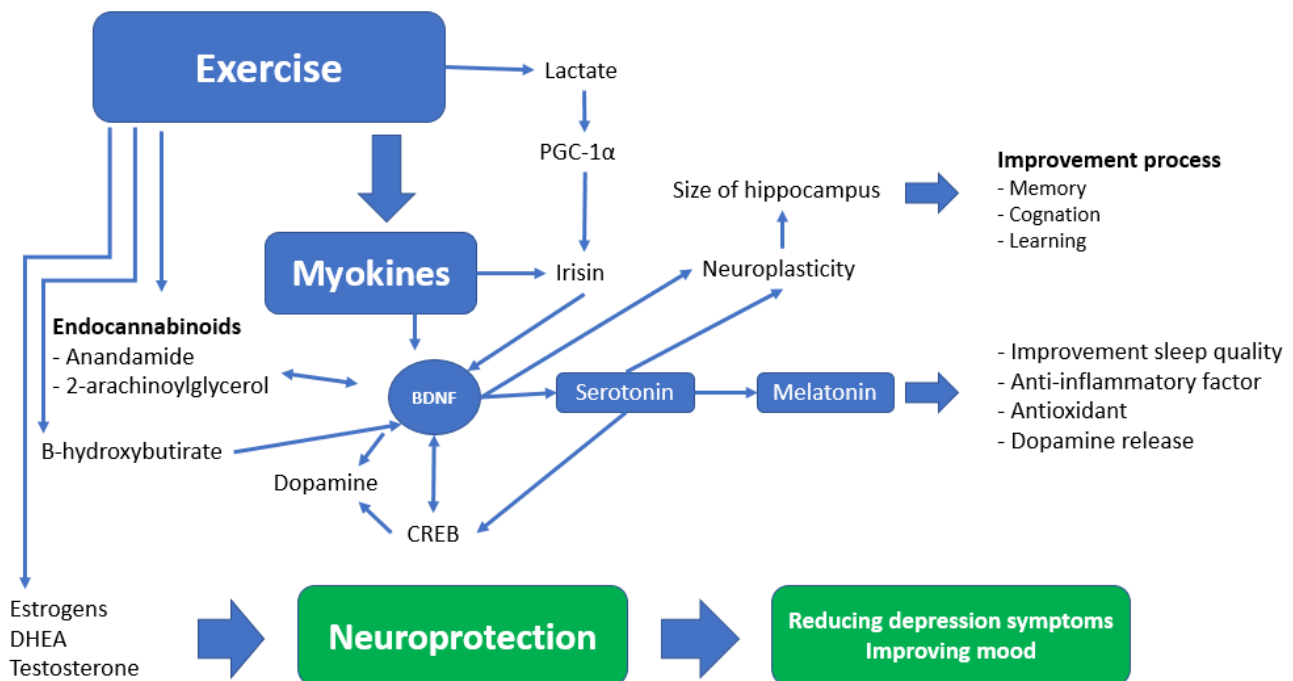 Exercise
Lactate
PGC-1α
Improvement process
- Memory
- Cognation
- Learning
Size of hippocampus
Myokines
Irisin
Neuroplasticity
Endocannabinoids
- Anandamide
- 2-arachinoylglycerol
BDNF
Serotonin
Melatonin
- Improvement sleep quality
- Anti-inflammatory factor
- Antioxidant
- Dopamine release
B-hydroxybutirate
Dopamine
CREB
Estrogens
DHEA
Testosterone
Neuroprotection
Reducing depression symptoms
Improving mood